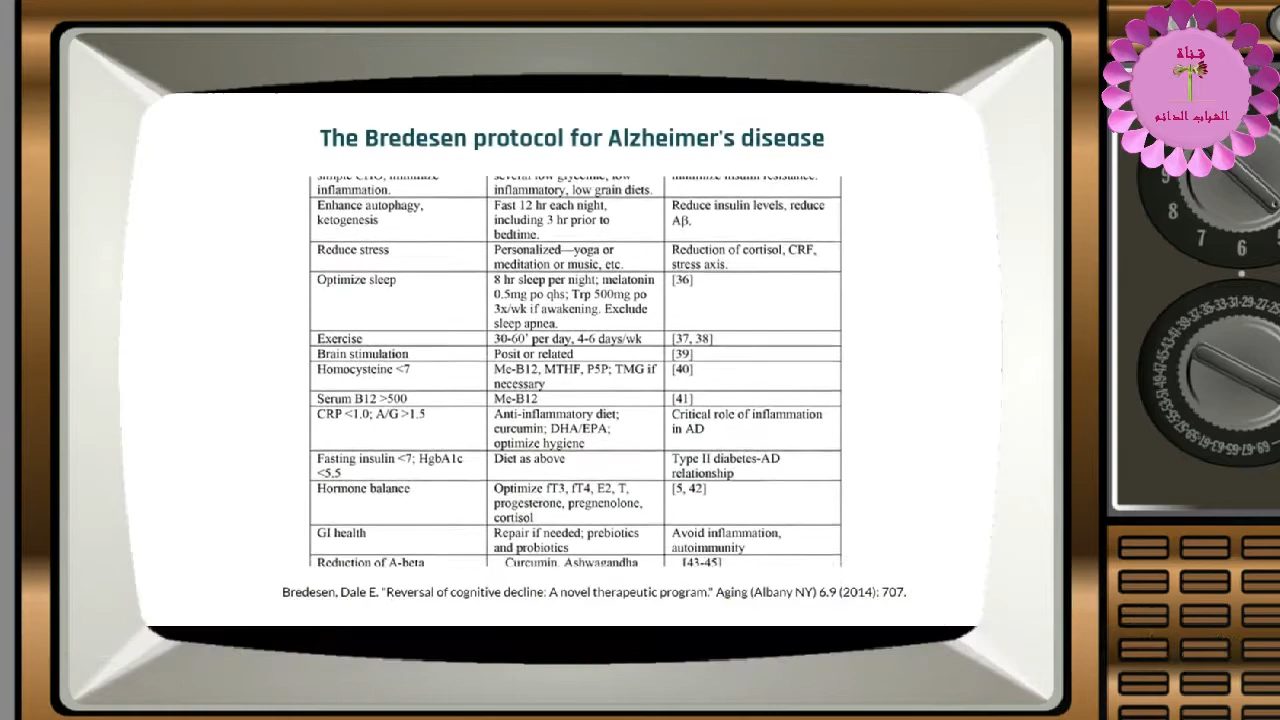 قناة
الشباب الدائم
The Bredesen protocol for Alzheimer's disease
inflammation.
inflammatory, low grain diets.
Enhance autophagy, ketogenesis
Fast 12 hr each night, including 3 hr prior to bedtime.
Reduce insulin levels, reduce Aβ.
Reduce stress
Personalized—yoga or meditation or music, etc.
Reduction of cortisol, CRF, stress axis.
Optimize sleep
8 hr sleep per night; melatonin 0.5mg po qhs; Trp 500mg po 3x/wk if awakening. Exclude sleep apnea.
[36]
Exercise
30-60' per day, 4-6 days/wk
[37, 38]
Brain stimulation
Posit or related
[39]
Homocysteine <7
Me-B12, MTHF, P5P; TMG if necessary
[40]
Serum B12 >500
Me-B12
[41]
CRP <1.0; A/G >1.5
Anti-inflammatory diet; curcumin; DHA/EPA; optimize hygiene
Critical role of inflammation in AD
Fasting insulin <7; HgbA1c <5.5
Diet as above
Type II diabetes-AD relationship
Hormone balance
Optimize fT3, fT4, E2, T, progesterone, pregnenolone, cortisol
[5, 42]
GI health
Repair if needed; prebiotics and probiotics
Avoid inflammation, autoimmunity
Reduction of A-beta
Curcumin, Ashwagandha
[43-45]
Bredesen, Dale E. "Reversal of cognitive decline: A novel therapeutic program." Aging (Albany NY) 6.9 (2014): 707.
8
7
6
5